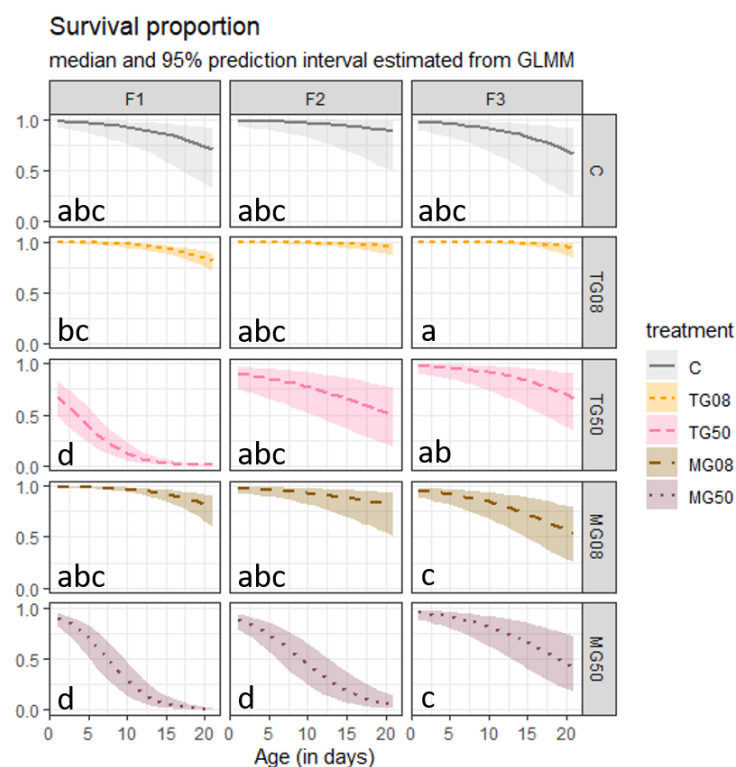 Survival proportion
median and 95% prediction interval estimated from GLMM
F1 F2 F3
1.0
0.5
0.0
abc abc abc
C
1.0
0.5
0.0
bc abc a
TG08
1.0
0.5
0.0
d abc ab
TG50
1.0
0.5
0.0
abc abc c
MG08
1.0
0.5
0.0
d d c
MG50
0 5 10 15 20 0 5 10 15 20 0 5 10 15 20
Age (in days)
treatment
C
TG08
TG50
MG08
MG50